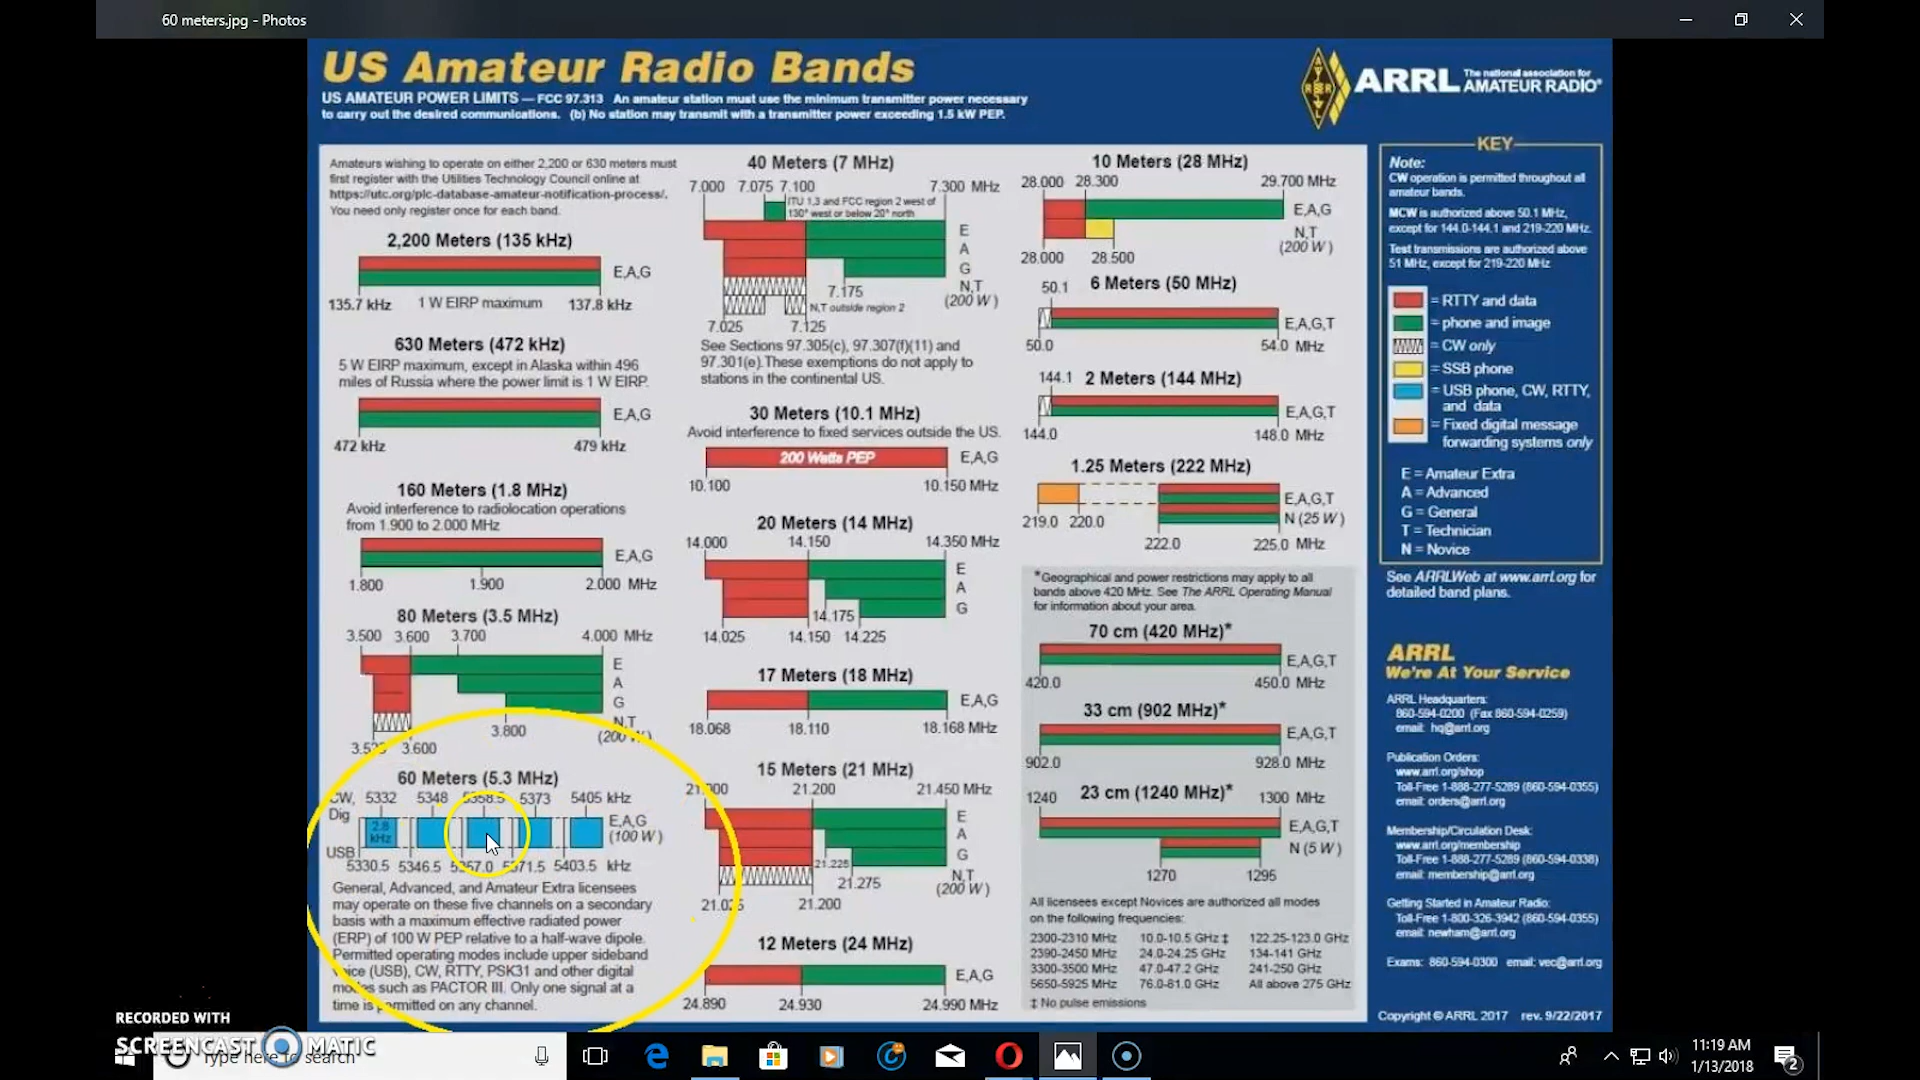 60 meters.jpg - Photos
US Amateur Radio Bands
US AMATEUR POWER LIMITS — FCC 97.313 An amateur station must use the minimum transmitter power necessary
to carry out the desired communications. (b) No station may transmit with a transmitter power exceeding 1.5 kW PEP.
ARRL The national association for
AMATEUR RADIO®
Amateurs wishing to operate on either 2,200 or 630 meters must
first register with the Utilities Technology Council online at
https://utc.org/plc-database-amateur-notification-process/.
You need only register once for each band.
2,200 Meters (135 kHz)
E,A,G
135.7 kHz 1 W EIRP maximum 137.8 kHz
630 Meters (472 kHz)
5 W EIRP maximum, except in Alaska within 496
miles of Russia where the power limit is 1 W EIRP.
E,A,G
472 kHz 479 kHz
160 Meters (1.8 MHz)
Avoid interference to radiolocation operations
from 1.900 to 2.000 MHz
E,A,G
1.800 1.900 2.000 MHz
80 Meters (3.5 MHz)
3.500 3.600 3.700 4.000 MHz
E
A
G
N,T
(200 W)
3.800
3.600
60 Meters (5.3 MHz)
CW, 5332 5348 5358.5 5373 5405 kHz
Dig
2.8
kHz
E,A,G
(100 W)
USB
5330.5 5346.5 5357.0 5371.5 5403.5 kHz
General, Advanced, and Amateur Extra licensees
may operate on these five channels on a secondary
basis with a maximum effective radiated power
(ERP) of 100 W PEP relative to a half-wave dipole.
Permitted operating modes include upper sideband
voice (USB), CW, RTTY, PSK31 and other digital
modes such as PACTOR III. Only one signal at a
time is permitted on any channel.
40 Meters (7 MHz)
7.000 7.075 7.100 7.300 MHz
ITU 1,3 and FCC region 2 west of
130° west or below 20° north
E
A
G
N,T
(200 W)
7.175
N,T outside region 2
7.025 7.125
See Sections 97.305(c), 97.307(f)(11) and
97.301(e).These exemptions do not apply to
stations in the continental US.
30 Meters (10.1 MHz)
Avoid interference to fixed services outside the US.
200 Watts PEP E,A,G
10.100 10.150 MHz
20 Meters (14 MHz)
14.000 14.150 14.350 MHz
E
A
G
14.175
14.025 14.150 14.225
17 Meters (18 MHz)
E,A,G
18.068 18.110 18.168 MHz
15 Meters (21 MHz)
21.000 21.200 21.450 MHz
E
A
G
N,T
(200 W)
21.225
21.275
21.025 21.200
12 Meters (24 MHz)
E,A,G
24.890 24.930 24.990 MHz
10 Meters (28 MHz)
28.000 28.300 29.700 MHz
E,A,G
N,T
(200 W)
28.000 28.500
6 Meters (50 MHz)
50.1
E,A,G,T
50.0 54.0 MHz
2 Meters (144 MHz)
144.1
E,A,G,T
144.0 148.0 MHz
1.25 Meters (222 MHz)
E,A,G,T
N (25 W)
219.0 220.0
222.0 225.0 MHz
*Geographical and power restrictions may apply to all
bands above 420 MHz. See The ARRL Operating Manual
for information about your area.
70 cm (420 MHz)*
E,A,G,T
420.0 450.0 MHz
33 cm (902 MHz)*
E,A,G,T
902.0 928.0 MHz
23 cm (1240 MHz)*
1240 1300 MHz
E,A,G,T
N (5 W)
1270 1295
All licensees except Novices are authorized all modes
on the following frequencies:
2300-2310 MHz 10.0-10.5 GHz ‡ 122.25-123.0 GHz
2390-2450 MHz 24.0-24.25 GHz 134-141 GHz
3300-3500 MHz 47.0-47.2 GHz 241-250 GHz
5650-5925 MHz 76.0-81.0 GHz All above 275 GHz
‡ No pulse emissions
KEY
Note:
CW operation is permitted throughout all
amateur bands.
MCW is authorized above 50.1 MHz,
except for 144.0-144.1 and 219-220 MHz.
Test transmissions are authorized above
51 MHz, except for 219-220 MHz
= RTTY and data
= phone and image
= CW only
= SSB phone
= USB phone, CW, RTTY,
and data
= Fixed digital message
forwarding systems only
E = Amateur Extra
A = Advanced
G = General
T = Technician
N = Novice
See ARRLWeb at www.arrl.org for
detailed band plans.
ARRL
We're At Your Service
ARRL Headquarters:
860-594-0200 (Fax 860-594-0259)
email: hq@arrl.org
Publication Orders:
www.arrl.org/shop
Toll-Free 1-888-277-5289 (860-594-0355)
email: orders@arrl.org
Membership/Circulation Desk:
www.arrl.org/membership
Toll-Free 1-888-277-5289 (860-594-0338)
email: membership@arrl.org
Getting Started in Amateur Radio:
Toll-Free 1-800-326-3942 (860-594-0355)
email: newham@arrl.org
Exams: 860-594-0300 email: vec@arrl.org
Copyright © ARRL 2017 rev. 9/22/2017
RECORDED WITH
SCREENCAST MATIC
Type here to search
11:19 AM
1/13/2018
2